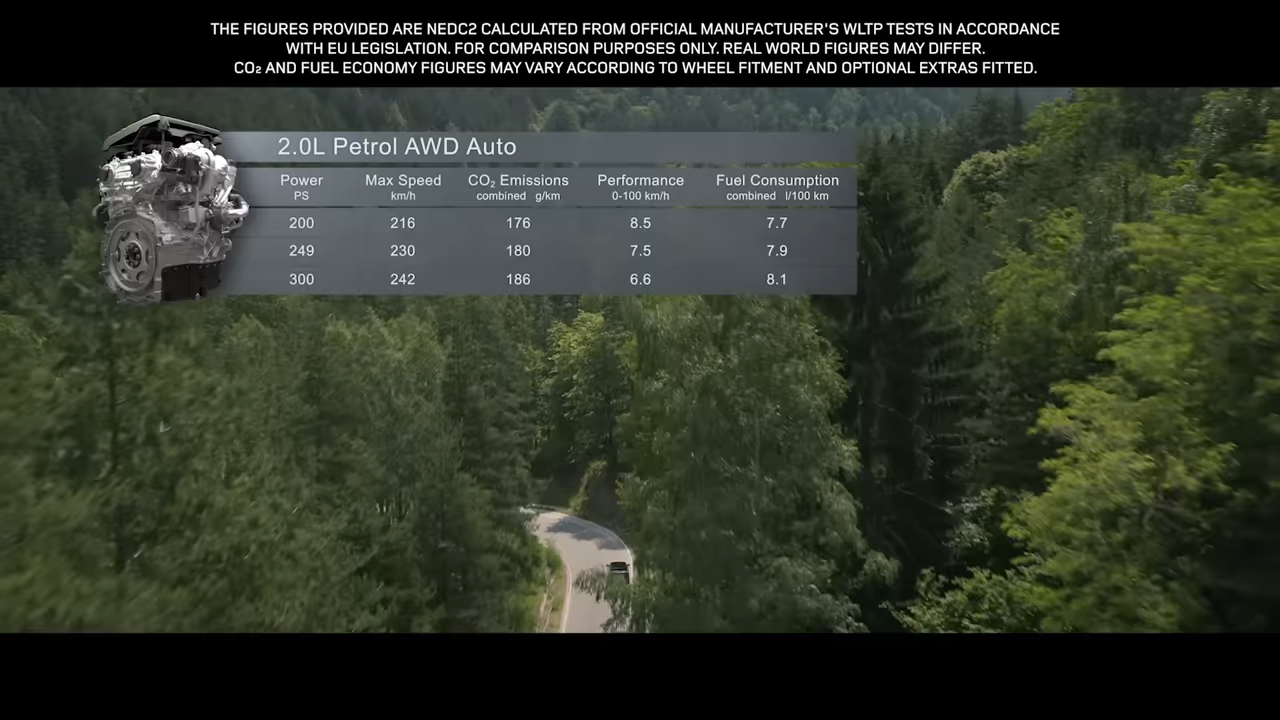 THE FIGURES PROVIDED ARE NEDC2 CALCULATED FROM OFFICIAL MANUFACTURER'S WLTP TESTS IN ACCORDANCE
WITH EU LEGISLATION. FOR COMPARISON PURPOSES ONLY. REAL WORLD FIGURES MAY DIFFER.
CO₂ AND FUEL ECONOMY FIGURES MAY VARY ACCORDING TO WHEEL FITMENT AND OPTIONAL EXTRAS FITTED.
2.0L Petrol AWD Auto
Power Max Speed CO₂ Emissions Performance Fuel Consumption
PS km/h combined g/km 0-100 km/h combined l/100 km
200 216 176 8.5 7.7
249 230 180 7.5 7.9
300 242 186 6.6 8.1